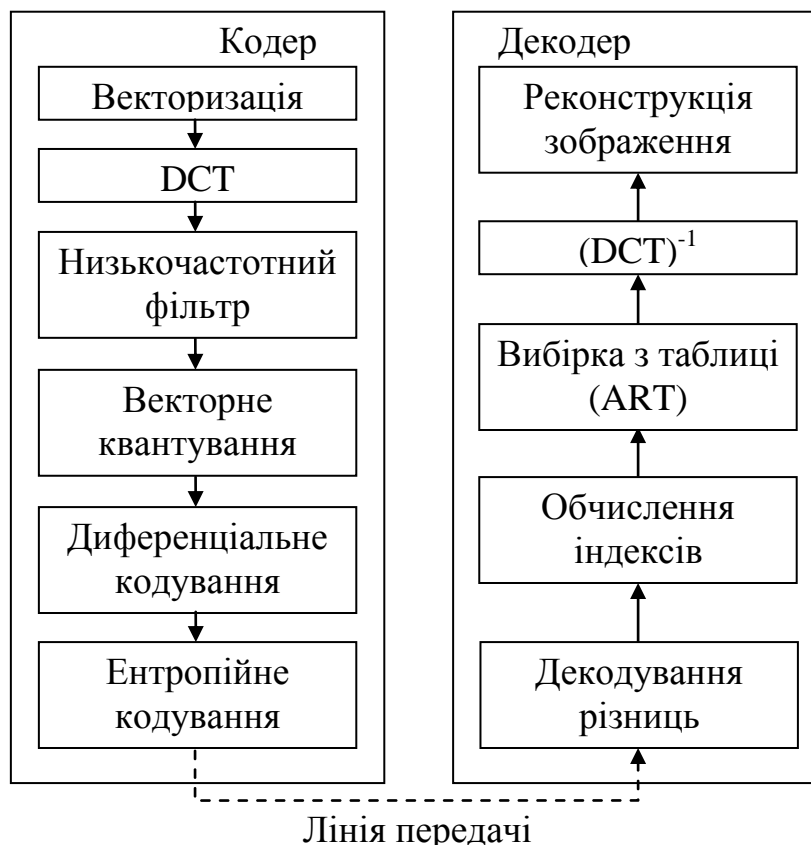 Кодер
Векторизація
DCT
Низькочастотний
фільтр
Векторне
квантування
Диференціальне
кодування
Ентропійне
кодування
Декодер
Реконструкція
зображення
(DCT)⁻¹
Вибірка з таблиці
(ART)
Обчислення
індексів
Декодування
різниць
Лінія передачі